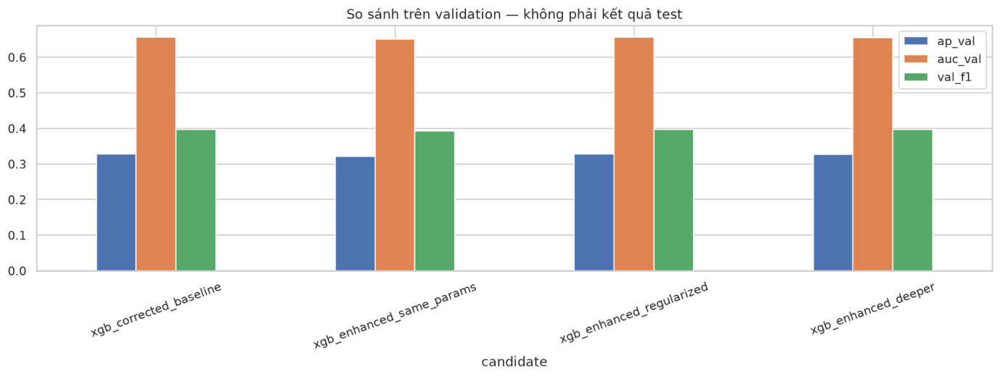 So sánh trên validation — không phải kết quả test
ap_val
auc_val
val_f1
0.6
0.5
0.4
0.3
0.2
0.1
0.0
xgb_corrected_baseline
xgb_enhanced_same_params
xgb_enhanced_regularized
xgb_enhanced_deeper
candidate